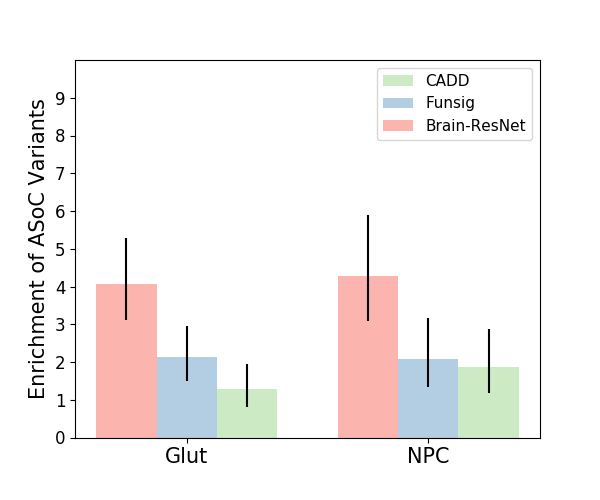 CADD
Funsig
Brain-ResNet
Enrichment of ASoC Variants
9
8
7
6
5
4
3
2
1
0
Glut NPC